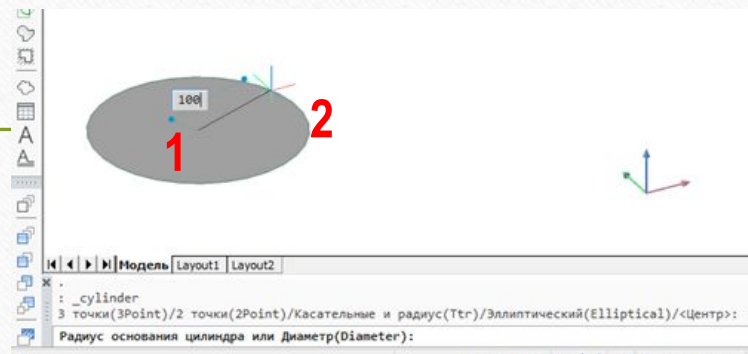 100
1
2
A
A
Модель Layout1 Layout2
.
: _cylinder
3 точки(3Point)/2 точки(2Point)/Касательные и радиус(Ttr)/Эллиптический(Elliptical)/<Центр>:
Радиус основания цилиндра или Диаметр(Diameter):